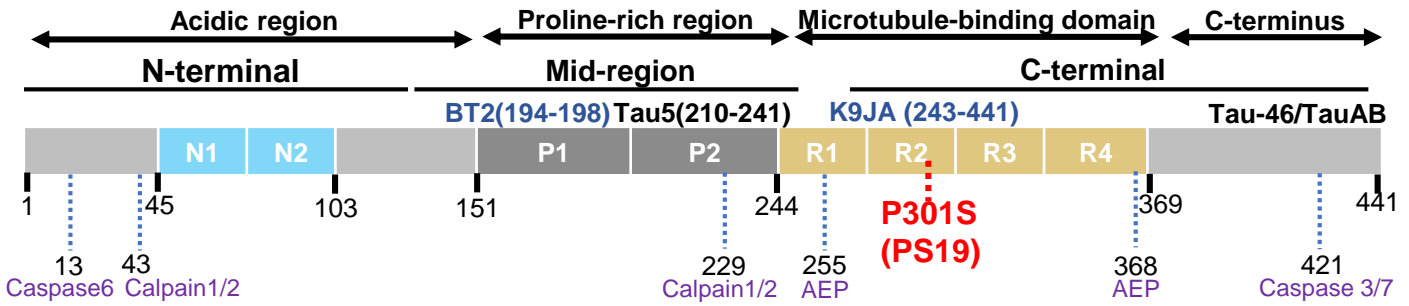 Acidic region Proline-rich region Microtubule-binding domain C-terminus
N-terminal Mid-region C-terminal
BT2(194-198) Tau5(210-241) K9JA (243-441) Tau-46/TauAB
N1 N2 P1 P2 R1 R2 R3 R4
1 45 103 151 244 369 441
P301S
(PS19)
13 43 229 255 368 421
Caspase6 Calpain1/2 Calpain1/2 AEP AEP Caspase 3/7